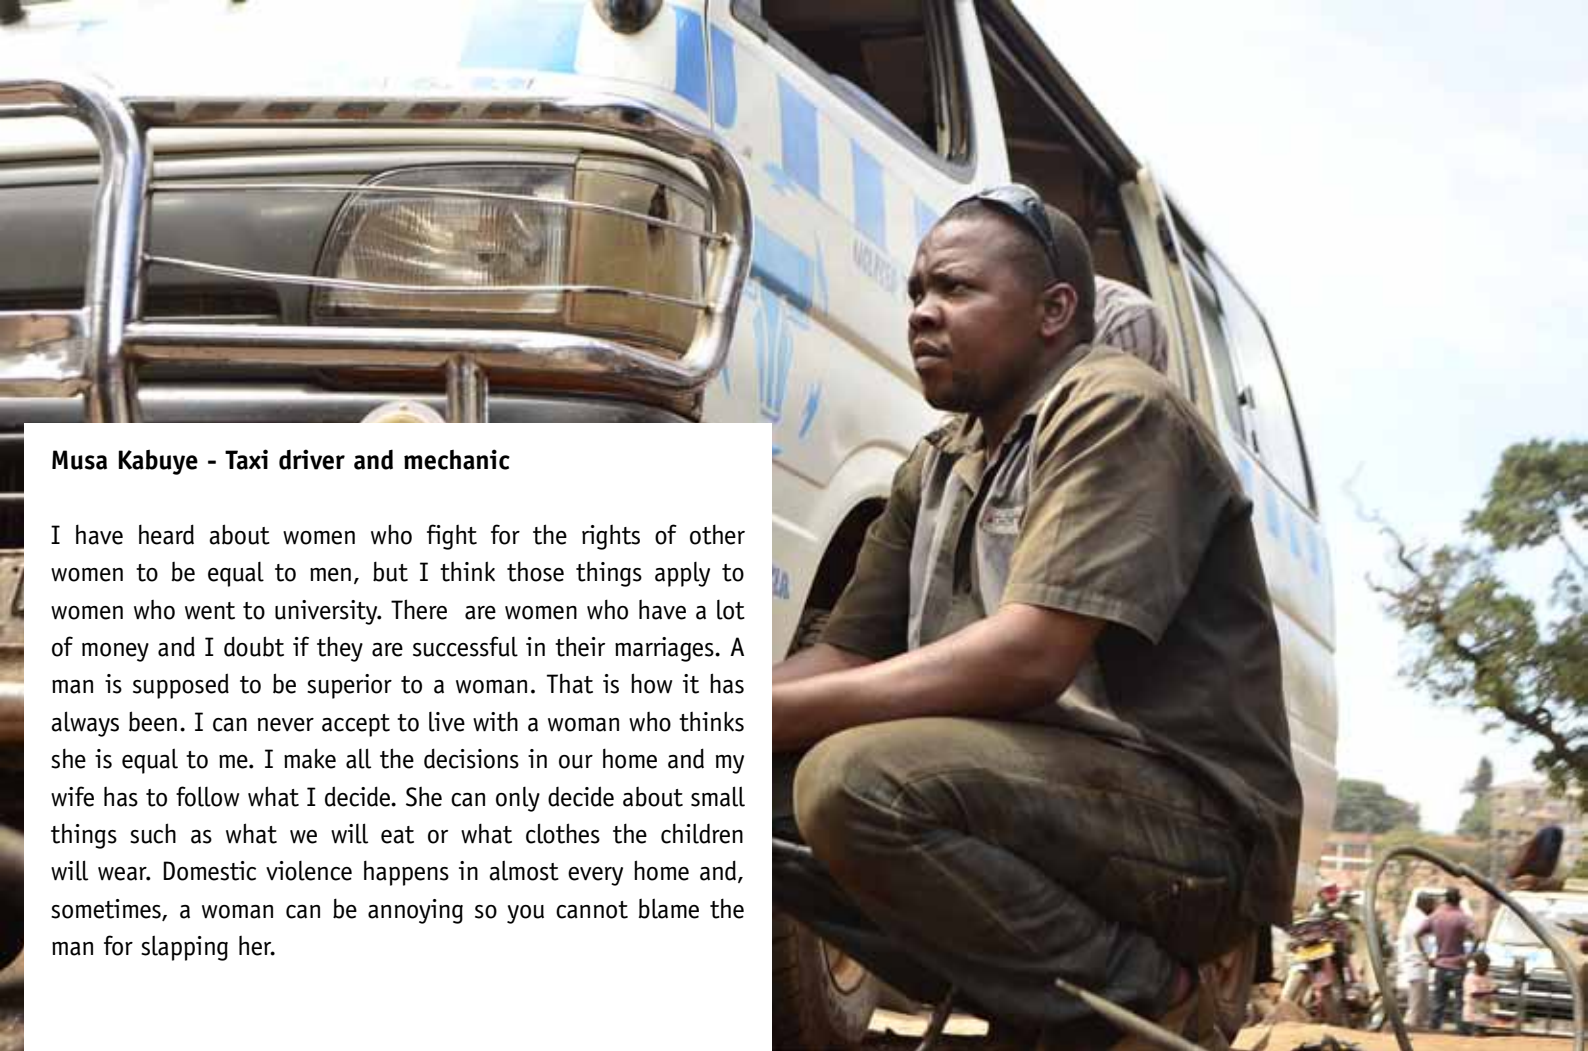 Musa Kabuye - Taxi driver and mechanic
I have heard about women who fight for the rights of other
women to be equal to men, but I think those things apply to
women who went to university. There are women who have a lot
of money and I doubt if they are successful in their marriages. A
man is supposed to be superior to a woman. That is how it has
always been. I can never accept to live with a woman who thinks
she is equal to me. I make all the decisions in our home and my
wife has to follow what I decide. She can only decide about small
things such as what we will eat or what clothes the children
will wear. Domestic violence happens in almost every home and,
sometimes, a woman can be annoying so you cannot blame the
man for slapping her.